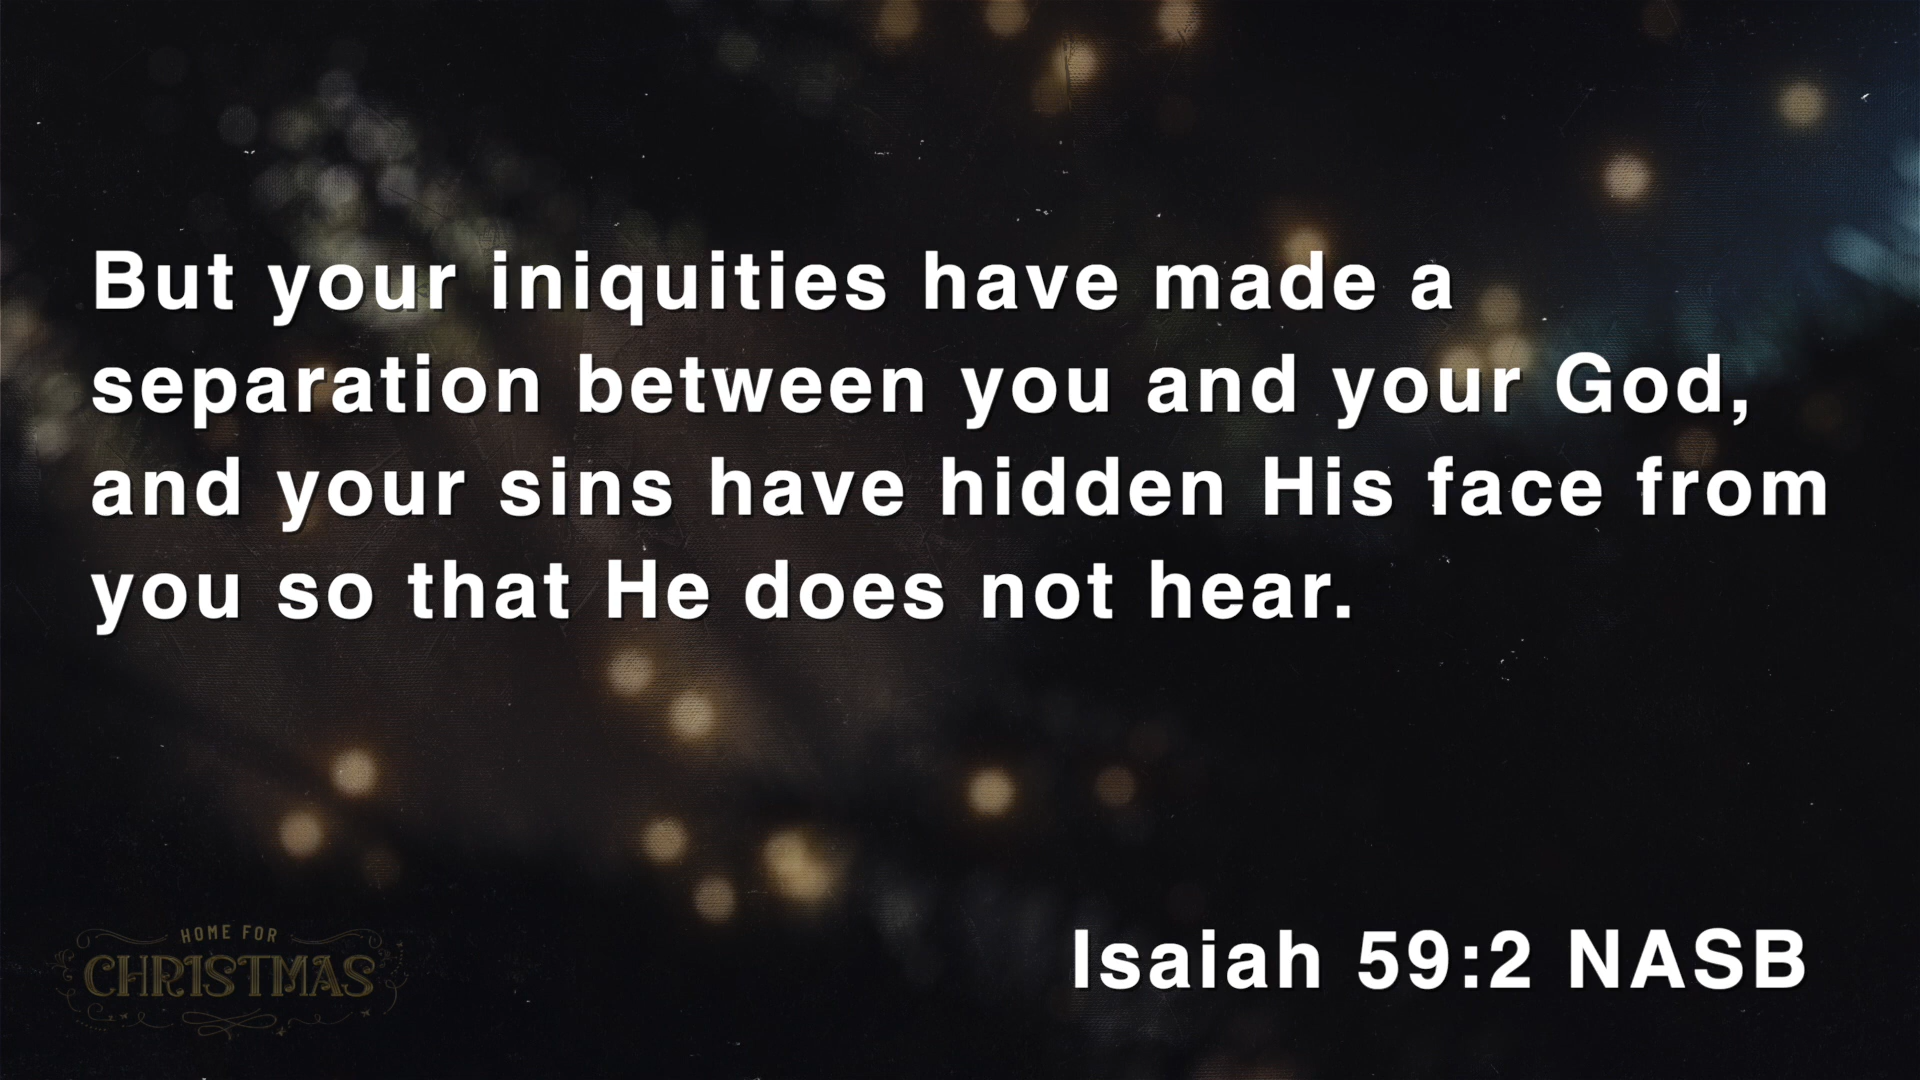 But your iniquities have made a
separation between you and your God,
and your sins have hidden His face from
you so that He does not hear.
Isaiah 59:2 NASB
HOME FOR
CHRISTMAS